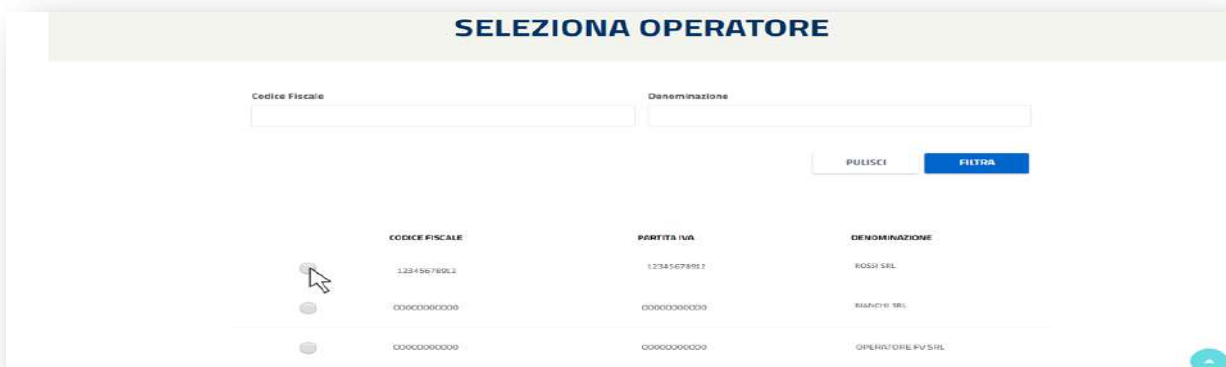 SELEZIONA OPERATORE
Codice Fiscale Denominazione
PULISCI FILTRA
CODICE FISCALE PARTITA IVA DENOMINAZIONE
12345678912 12345678912 ROSSI SRL
00000000000 00000000000 BIANCHI SRL
00000000000 00000000000 OPERATORE FV SRL